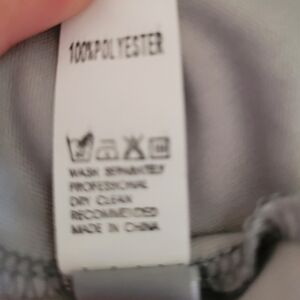 100%POLYESTER
WASH SEPARATELY
PROFESSIONAL
DRY CLEAN
RECOMMENDED
MADE IN CHINA